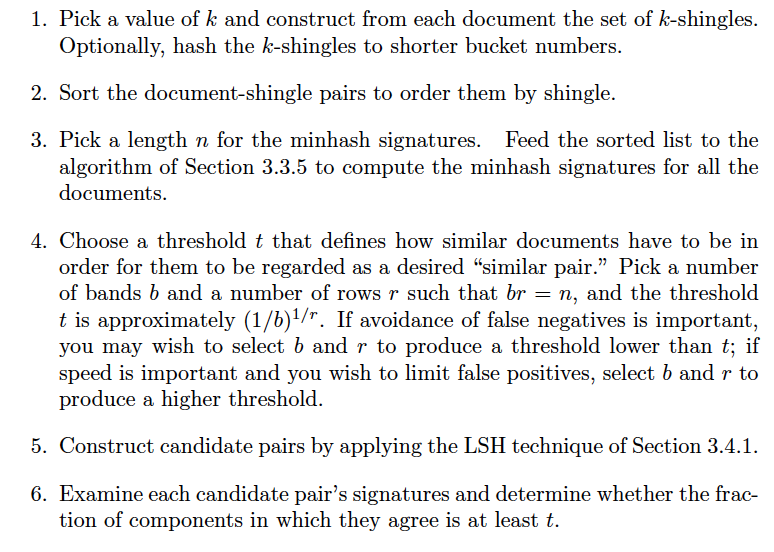 1. Pick a value of k and construct from each document the set of k-shingles.
Optionally, hash the k-shingles to shorter bucket numbers.
2. Sort the document-shingle pairs to order them by shingle.
3. Pick a length n for the minhash signatures. Feed the sorted list to the
algorithm of Section 3.3.5 to compute the minhash signatures for all the
documents.
4. Choose a threshold t that defines how similar documents have to be in
order for them to be regarded as a desired “similar pair.” Pick a number
of bands b and a number of rows r such that br = n, and the threshold
t is approximately (1/b)^{1/r}. If avoidance of false negatives is important,
you may wish to select b and r to produce a threshold lower than t; if
speed is important and you wish to limit false positives, select b and r to
produce a higher threshold.
5. Construct candidate pairs by applying the LSH technique of Section 3.4.1.
6. Examine each candidate pair’s signatures and determine whether the frac-
tion of components in which they agree is at least t.